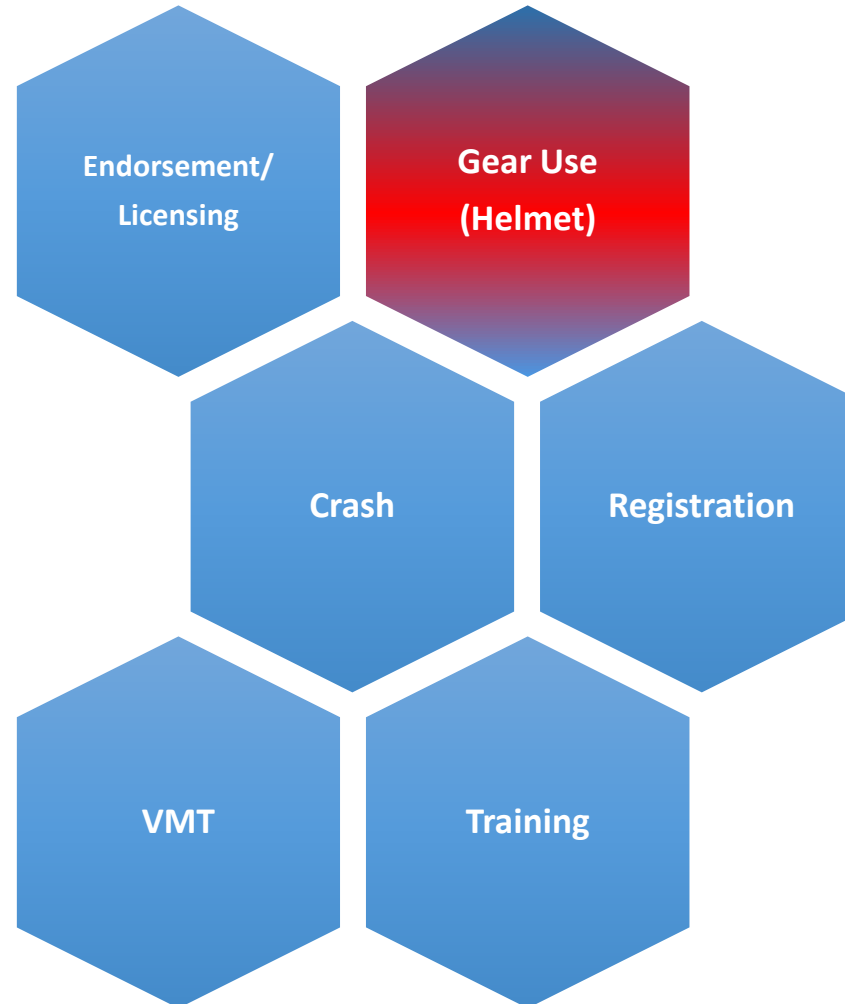 Endorsement/
Licensing
Gear Use
(Helmet)
Crash
Registration
VMT
Training